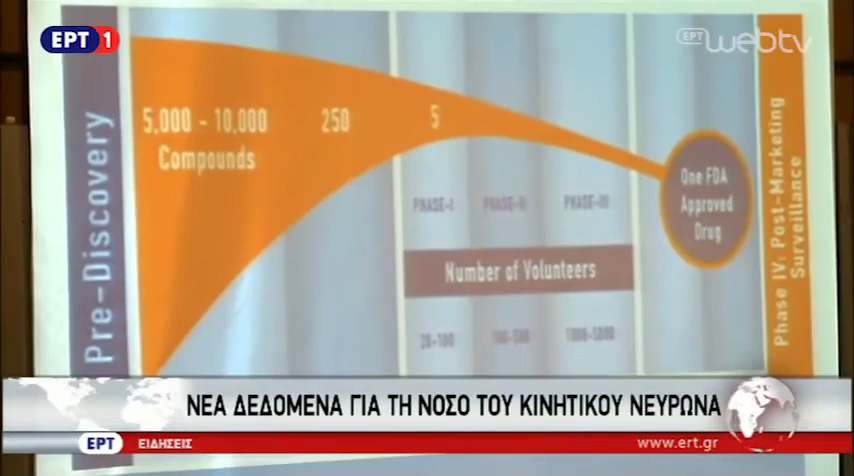 ΕΡΤ 1
ΕΡΤ webtv
Pre-Discovery
5,000 - 10,000
Compounds
250
5
PHASE-I
PHASE-II
PHASE-III
Number of Volunteers
20-100
100-500
1000-5000
One FDA
Approved
Drug
Phase IV: Post-Marketing
Surveillance
ΝΕΑ ΔΕΔΟΜΕΝΑ ΓΙΑ ΤΗ ΝΟΣΟ ΤΟΥ ΚΙΝΗΤΙΚΟΥ ΝΕΥΡΩΝΑ
ΕΡΤ ΕΙΔΗΣΕΙΣ
www.ert.gr